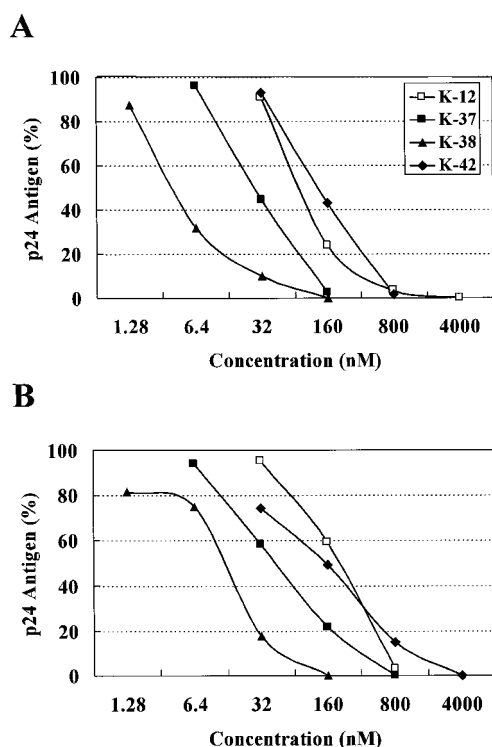 A
100
80
60
40
20
0
p24 Antigen (%)
K-12
K-37
K-38
K-42
1.28 6.4 32 160 800 4000
Concentration (nM)
B
100
80
60
40
20
0
p24 Antigen (%)
1.28 6.4 32 160 800 4000
Concentration (nM)